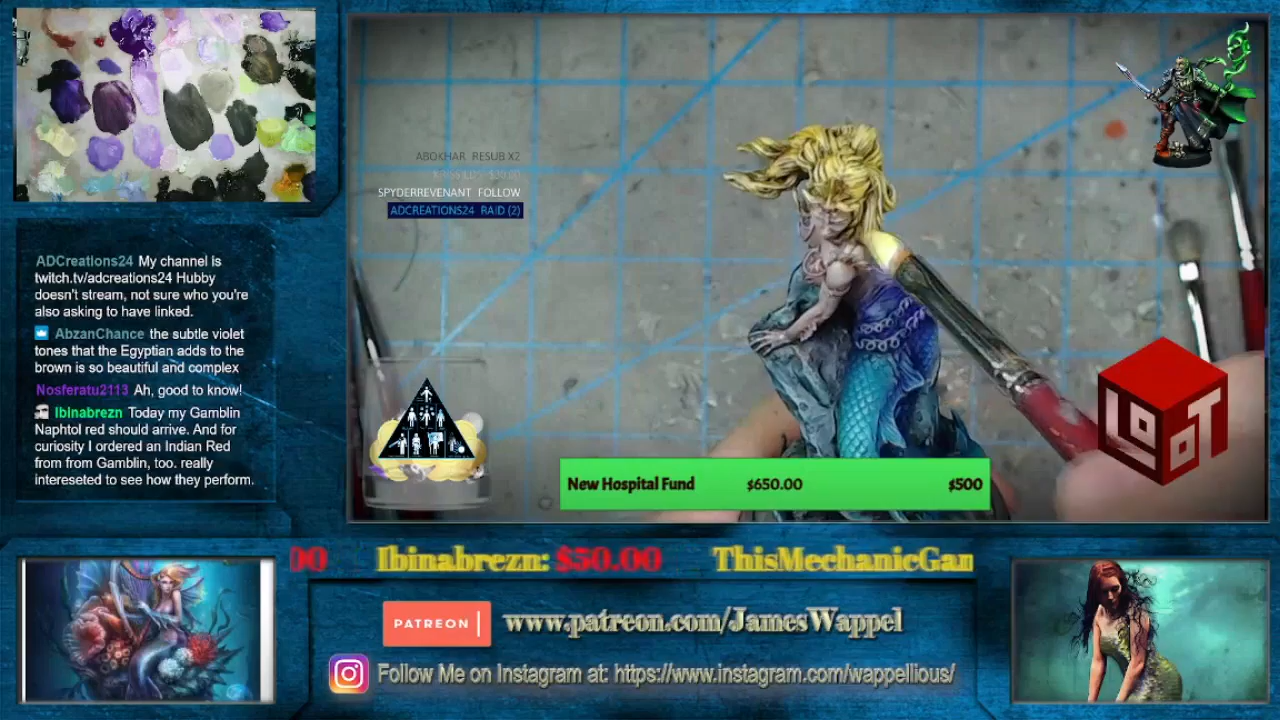 ABOKHAR RESUB X2
SPYDERREVENANT FOLLOW
ADCREATIONS24 RAID (2)
ADCreations24 My channel is
twitch.tv/adcreations24 Hubby
doesn't stream, not sure who you're
also asking to have linked.
AbzanChance the subtle violet
tones that the Egyptian adds to the
brown is so beautiful and complex
Nosferatu2113 Ah, good to know!
Ibinabrezn Today my Gamblin
Naphtol red should arrive. And for
curiosity I ordered an Indian Red
from from Gamblin, too. really
intereseted to see how they perform.
New Hospital Fund $650.00 $500
LOOT
00 Ibinabrezn: $50.00 ThisMechanicGam
PATREON www.patreon.com/JamesWappel
Follow Me on Instagram at: https://www.instagram.com/wappellious/